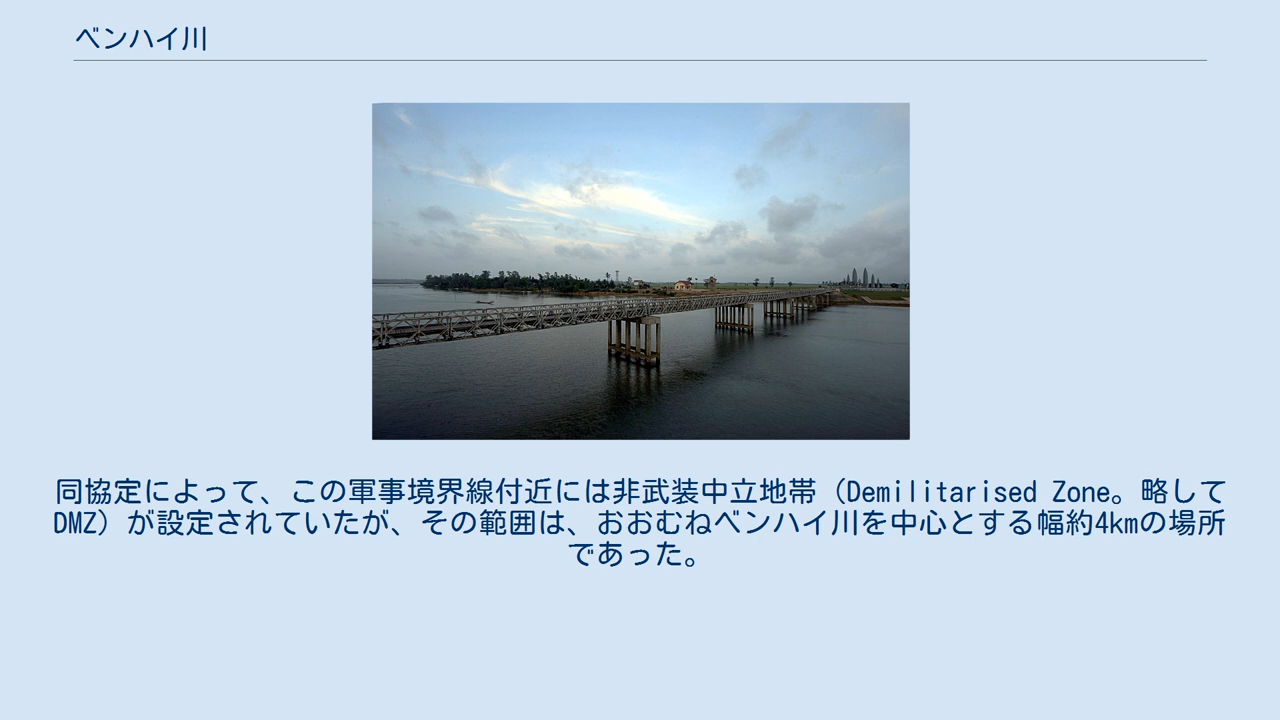 ベンハイ川
同協定によって、この軍事境界線付近には非武装中立地帯（Demilitarised Zone。略して
DMZ）が設定されていたが、その範囲は、おおむねベンハイ川を中心とする幅約4kmの場所
であった。